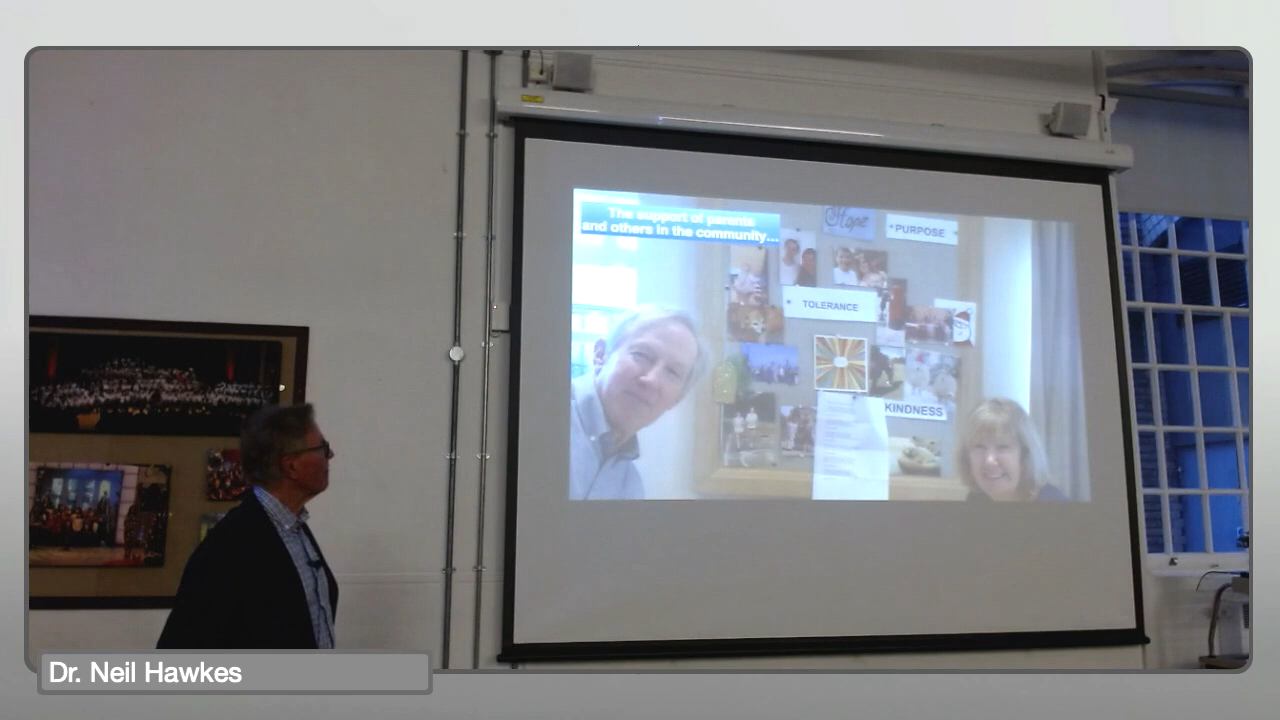 The support of parents
and others in the community...
Hope
PURPOSE
TOLERANCE
KINDNESS
Dr. Neil Hawkes